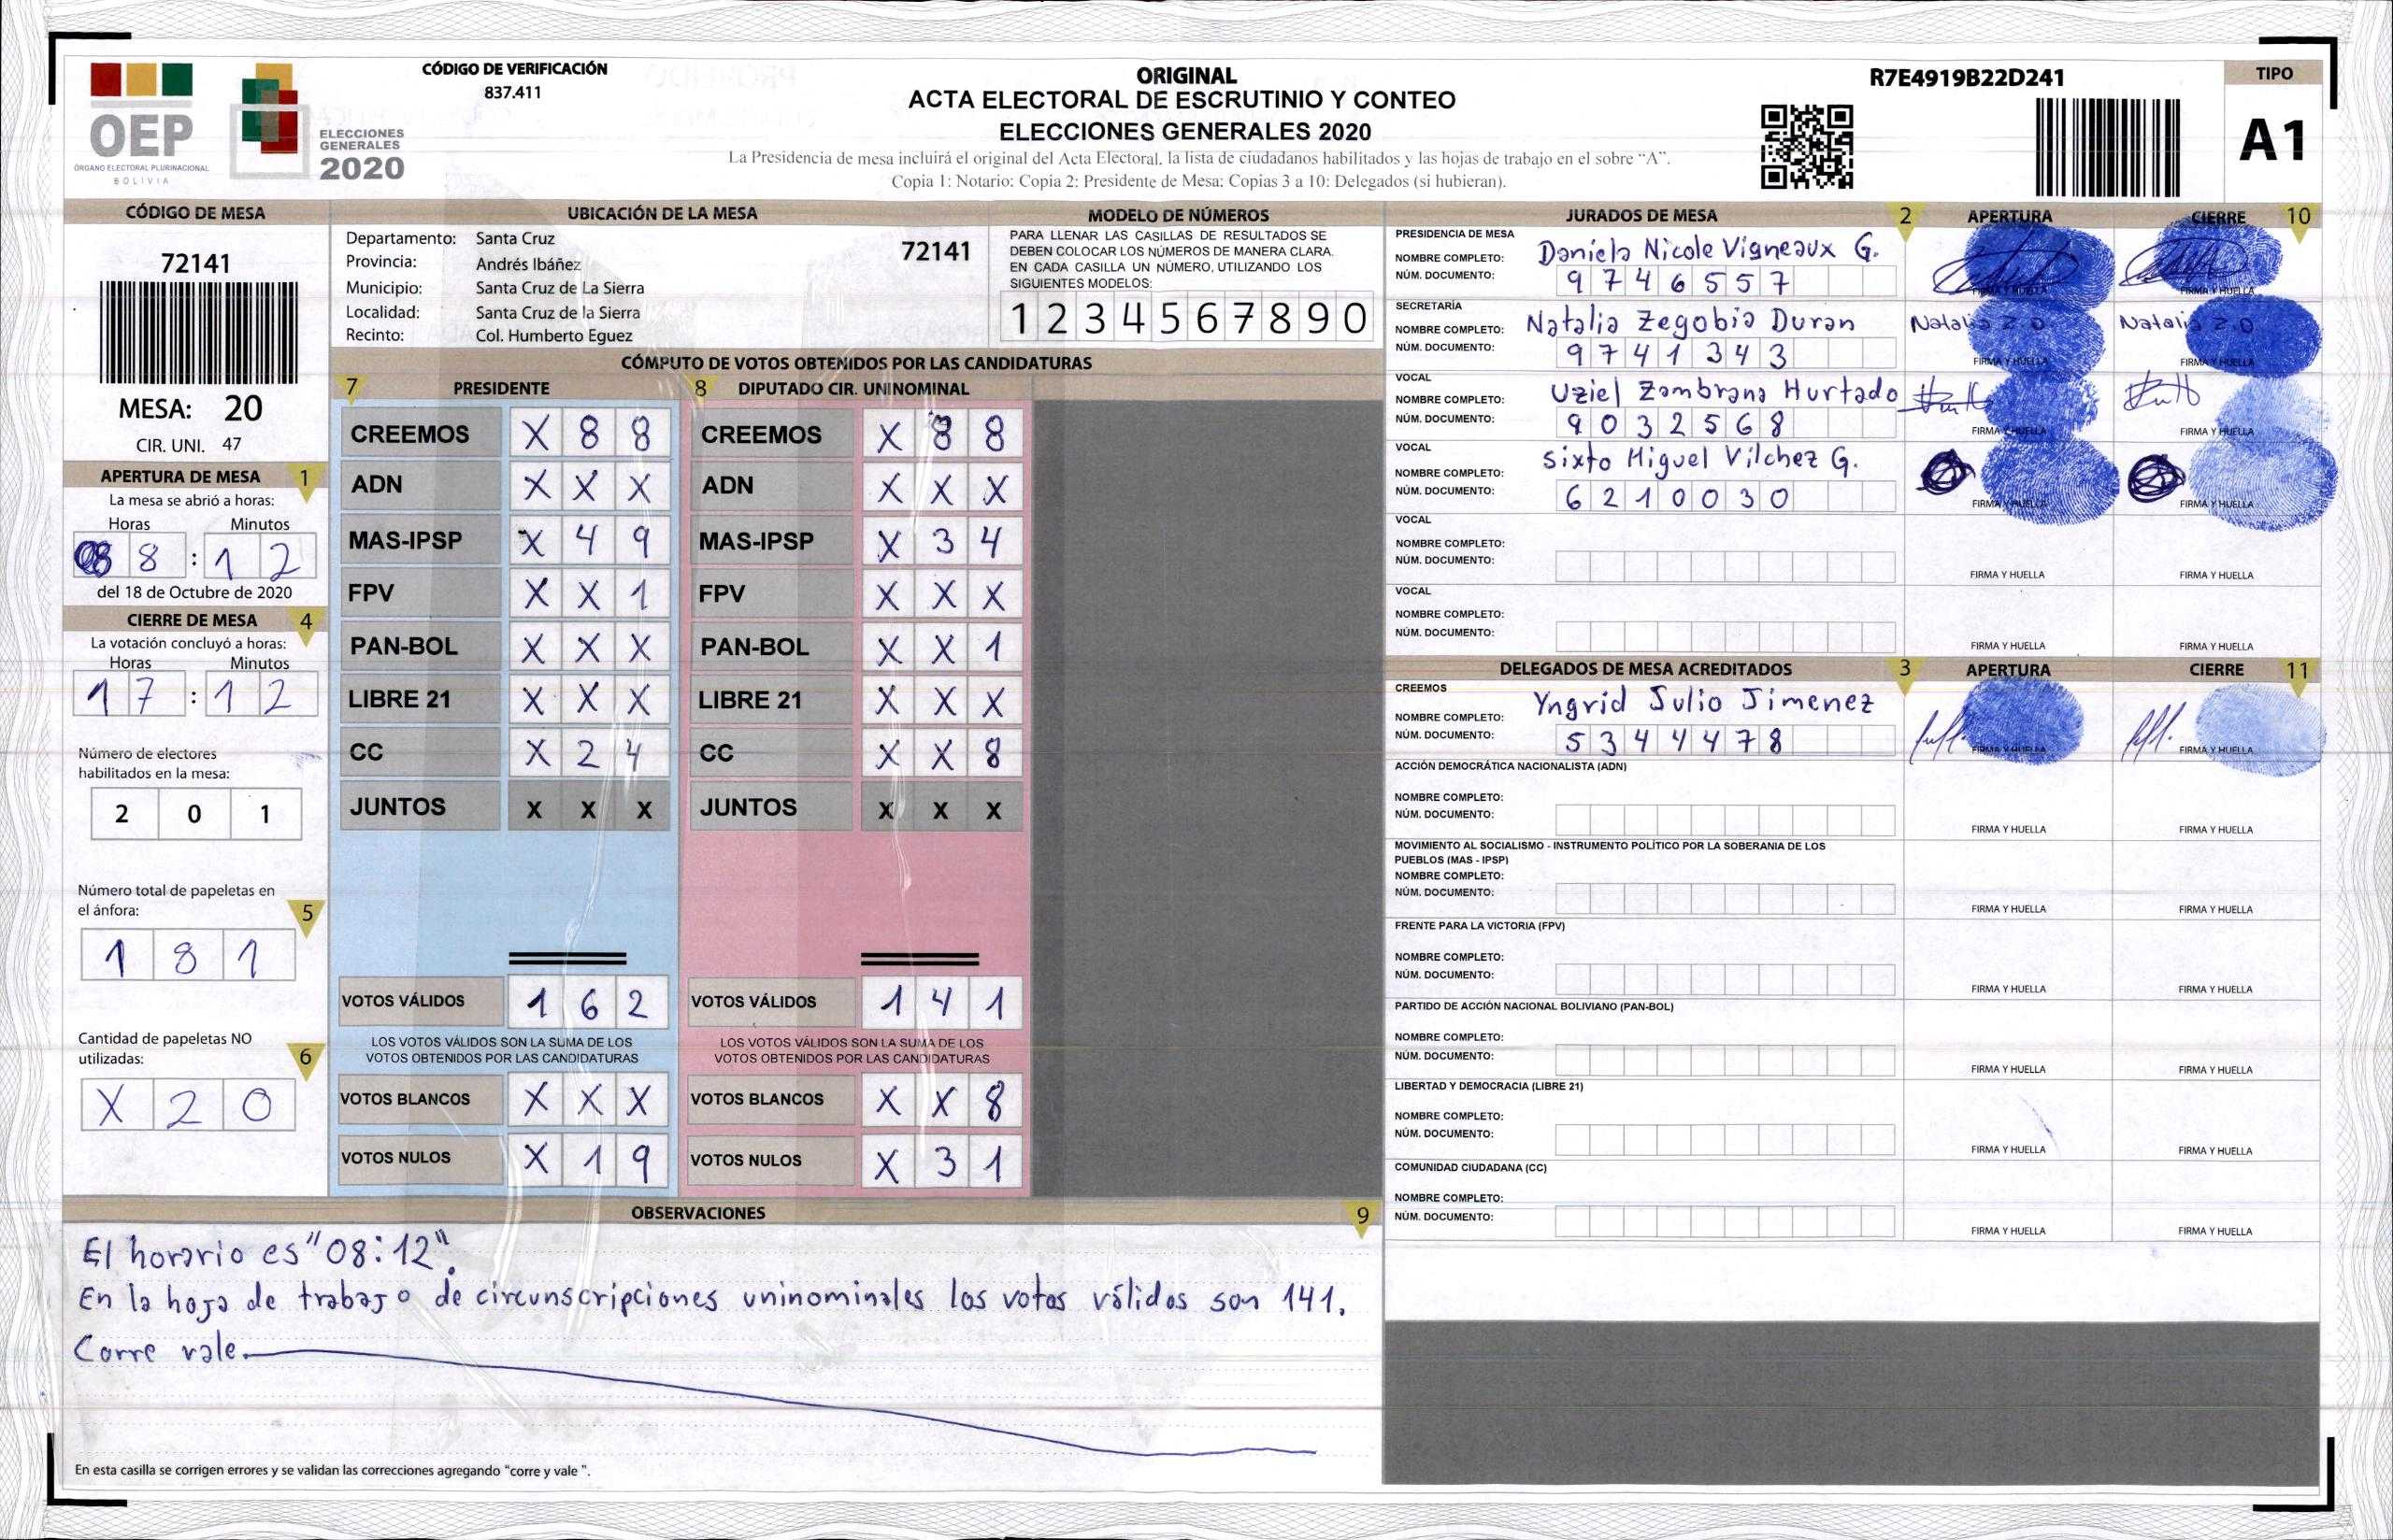 CÓDIGO DE VERIFICACIÓN
837.411
OEP
ÓRGANO ELECTORAL PLURINACIONAL
BOLIVIA
ELECCIONES
GENERALES
2020
ORIGINAL
ACTA ELECTORAL DE ESCRUTINIO Y CONTEO
ELECCIONES GENERALES 2020
La Presidencia de mesa incluirá el original del Acta Electoral, la lista de ciudadanos habilitados y las hojas de trabajo en el sobre "A".
Copia 1: Notario: Copia 2: Presidente de Mesa: Copias 3 a 10: Delegados (si hubieran).
R7E4919B22D241
TIPO
A1
CÓDIGO DE MESA
72141
MESA: 20
CIR. UNI. 47
APERTURA DE MESA 1
La mesa se abrió a horas:
Horas Minutos
8 : 1 2
del 18 de Octubre de 2020
CIERRE DE MESA 4
La votación concluyó a horas:
Horas Minutos
1 7 : 1 2
Número de electores
habilitados en la mesa:
2 0 1
Número total de papeletas en
el ánfora: 5
1 8 1
Cantidad de papeletas NO
utilizadas: 6
X 2 0
UBICACIÓN DE LA MESA
Departamento: Santa Cruz 72141
Provincia: Andrés Ibáñez
Municipio: Santa Cruz de La Sierra
Localidad: Santa Cruz de la Sierra
Recinto: Col. Humberto Eguez
MODELO DE NÚMEROS
PARA LLENAR LAS CASILLAS DE RESULTADOS SE
DEBEN COLOCAR LOS NÚMEROS DE MANERA CLARA.
EN CADA CASILLA UN NÚMERO, UTILIZANDO LOS
SIGUIENTES MODELOS:
1 2 3 4 5 6 7 8 9 0
CÓMPUTO DE VOTOS OBTENIDOS POR LAS CANDIDATURAS
7 PRESIDENTE 8 DIPUTADO CIR. UNINOMINAL
CREEMOS X 8 8 CREEMOS X 8 8
ADN X X X ADN X X X
MAS-IPSP X 4 9 MAS-IPSP X 3 4
FPV X X 1 FPV X X X
PAN-BOL X X X PAN-BOL X X 1
LIBRE 21 X X X LIBRE 21 X X X
CC X 2 4 CC X X 8
JUNTOS X X X JUNTOS X X X
VOTOS VÁLIDOS 1 6 2 VOTOS VÁLIDOS 1 4 1
LOS VOTOS VÁLIDOS SON LA SUMA DE LOS LOS VOTOS VÁLIDOS SON LA SUMA DE LOS
VOTOS OBTENIDOS POR LAS CANDIDATURAS VOTOS OBTENIDOS POR LAS CANDIDATURAS
VOTOS BLANCOS X X X VOTOS BLANCOS X X 8
VOTOS NULOS X 1 9 VOTOS NULOS X 3 1
OBSERVACIONES 9
El horario es "08:12".
En la hoja de trabajo de circunscripciones uninominales los votos válidos son 141.
Corre vale.
En esta casilla se corrigen errores y se validan las correcciones agregando "corre y vale ".
JURADOS DE MESA 2 APERTURA CIERRE 10
PRESIDENCIA DE MESA
NOMBRE COMPLETO: Daniela Nicole Vigneaux G.
NÚM. DOCUMENTO: 9 7 4 6 5 5 7
FIRMA Y HUELLA FIRMA Y HUELLA
SECRETARÍA
NOMBRE COMPLETO: Natalia Zegobia Duran Natalia Z.D Natalia Z.D
NÚM. DOCUMENTO: 9 7 4 1 3 4 3
FIRMA Y HUELLA FIRMA Y HUELLA
VOCAL
NOMBRE COMPLETO: Uziel Zambrana Hurtado
NÚM. DOCUMENTO: 9 0 3 2 5 6 8
FIRMA Y HUELLA FIRMA Y HUELLA
VOCAL
NOMBRE COMPLETO: Sixto Miguel Vilchez G.
NÚM. DOCUMENTO: 6 2 1 0 0 3 0
FIRMA Y HUELLA FIRMA Y HUELLA
VOCAL
NOMBRE COMPLETO:
NÚM. DOCUMENTO:
FIRMA Y HUELLA FIRMA Y HUELLA
VOCAL
NOMBRE COMPLETO:
NÚM. DOCUMENTO:
FIRMA Y HUELLA FIRMA Y HUELLA
DELEGADOS DE MESA ACREDITADOS 3 APERTURA CIERRE 11
CREEMOS
NOMBRE COMPLETO: Yngrid Julio Jimenez
NÚM. DOCUMENTO: 5 3 4 4 4 7 8
FIRMA Y HUELLA FIRMA Y HUELLA
ACCIÓN DEMOCRÁTICA NACIONALISTA (ADN)
NOMBRE COMPLETO:
NÚM. DOCUMENTO:
FIRMA Y HUELLA FIRMA Y HUELLA
MOVIMIENTO AL SOCIALISMO - INSTRUMENTO POLÍTICO POR LA SOBERANIA DE LOS
PUEBLOS (MAS - IPSP)
NOMBRE COMPLETO:
NÚM. DOCUMENTO:
FIRMA Y HUELLA FIRMA Y HUELLA
FRENTE PARA LA VICTORIA (FPV)
NOMBRE COMPLETO:
NÚM. DOCUMENTO:
FIRMA Y HUELLA FIRMA Y HUELLA
PARTIDO DE ACCIÓN NACIONAL BOLIVIANO (PAN-BOL)
NOMBRE COMPLETO:
NÚM. DOCUMENTO:
FIRMA Y HUELLA FIRMA Y HUELLA
LIBERTAD Y DEMOCRACIA (LIBRE 21)
NOMBRE COMPLETO:
NÚM. DOCUMENTO:
FIRMA Y HUELLA FIRMA Y HUELLA
COMUNIDAD CIUDADANA (CC)
NOMBRE COMPLETO:
NÚM. DOCUMENTO:
FIRMA Y HUELLA FIRMA Y HUELLA